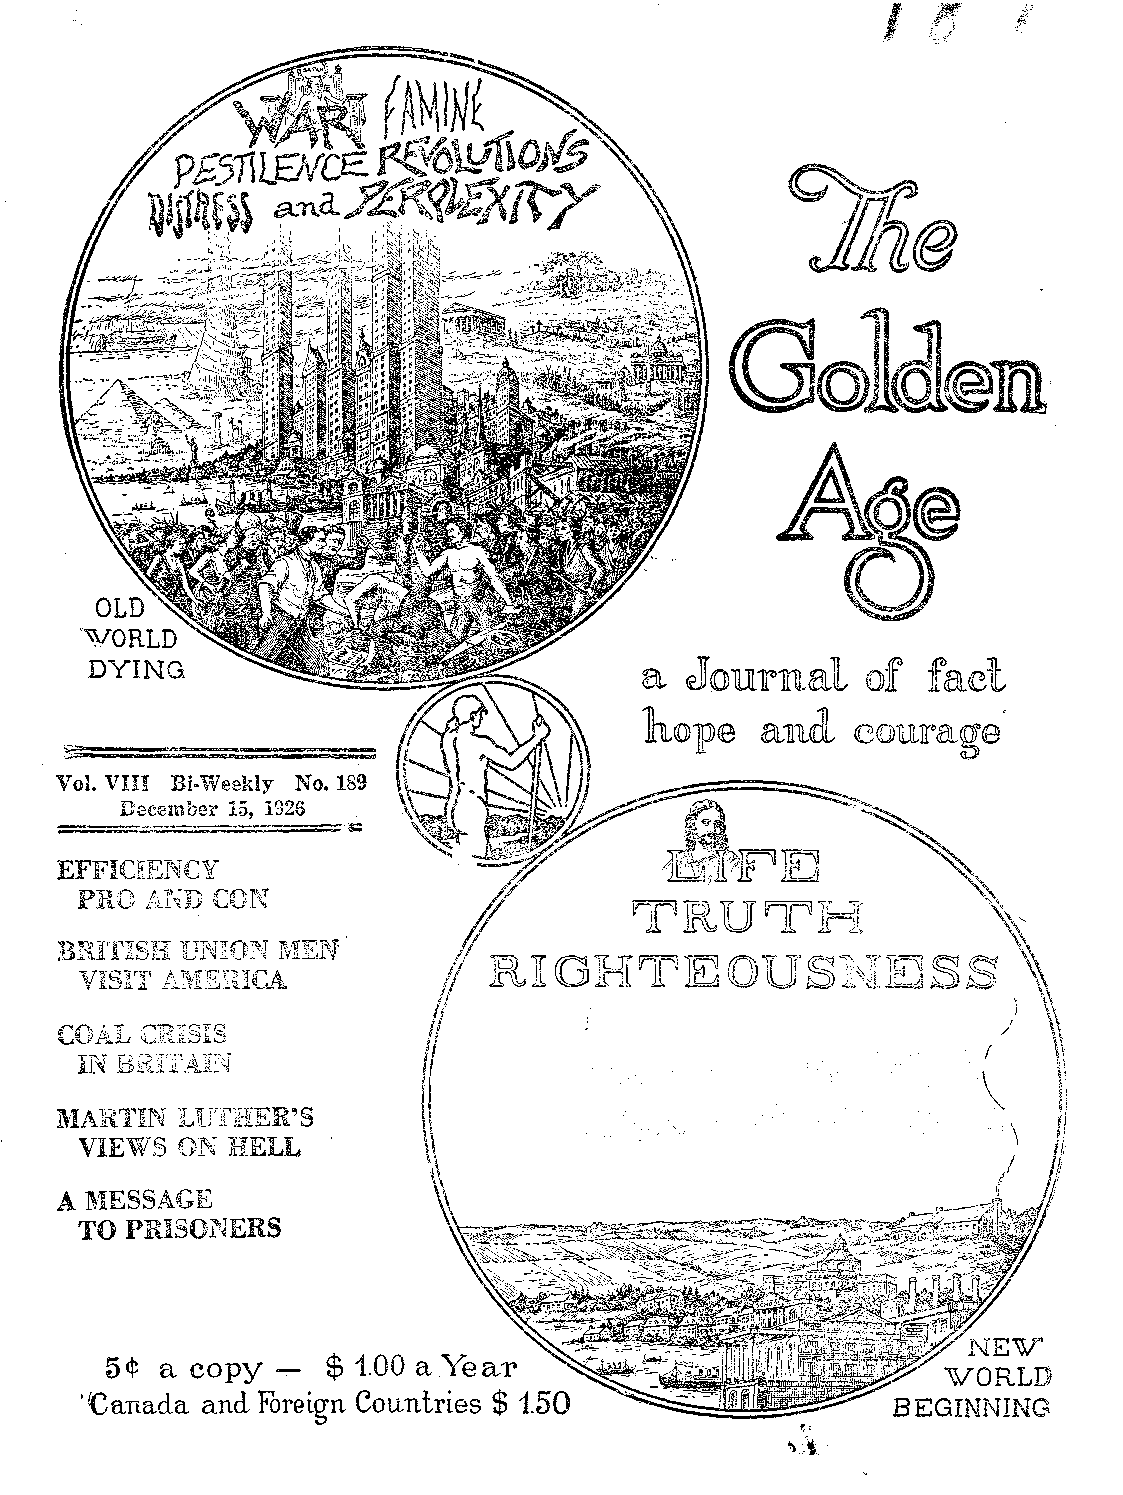 WAR FAMINE
PESTILENCE REVOLUTIONS
DISTRESS and PERPLEXITY
The
Golden
Age
OLD
WORLD
DYING
a Journal of fact
hope and courage
Vol. VIII Bi-Weekly No. 189
December 15, 1926
EFFICIENCY
PRO AND CON
BRITISH UNION MEN
VISIT AMERICA
COAL CRISIS
IN BRITAIN
MARTIN LUTHER'S
VIEWS ON HELL
A MESSAGE
TO PRISONERS
LIFE
TRUTH
RIGHTEOUSNESS
5¢ a copy — $ 1.00 a Year
Canada and Foreign Countries $ 1.50
NEW
WORLD
BEGINNING